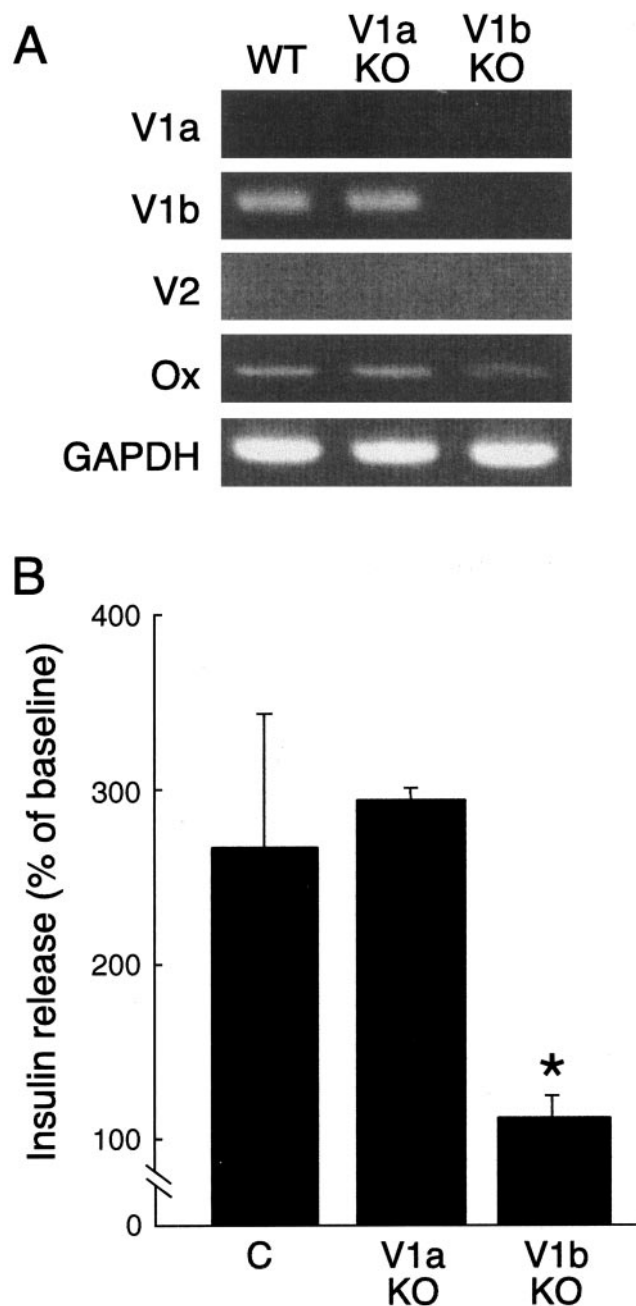 A
WT V1a KO V1b KO
V1a
V1b
V2
Ox
GAPDH
B
Insulin release (% of baseline)
400
300
200
100
0
*
C V1a KO V1b KO